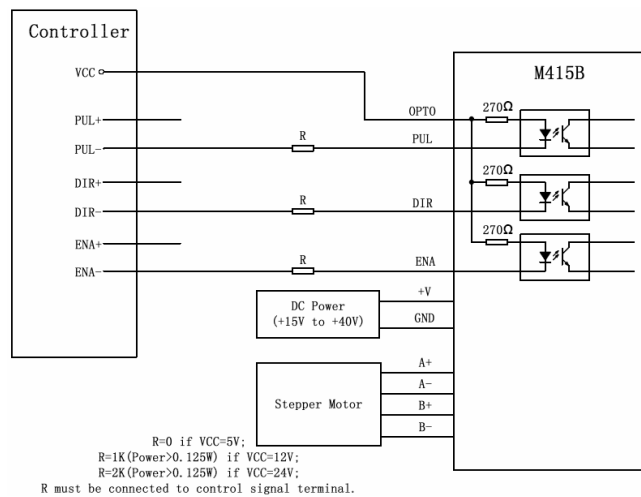 Controller
M415B
VCC
270Ω
OPTO
PUL+
R
PUL
PUL-
270Ω
DIR+
R
DIR
DIR-
270Ω
ENA+
R
ENA
ENA-
+V
DC Power
(+15V to +40V)
GND
A+
A-
Stepper Motor
B+
B-
R=0 if VCC=5V;
R=1K(Power>0.125W) if VCC=12V;
R=2K(Power>0.125W) if VCC=24V;
R must be connected to control signal terminal.